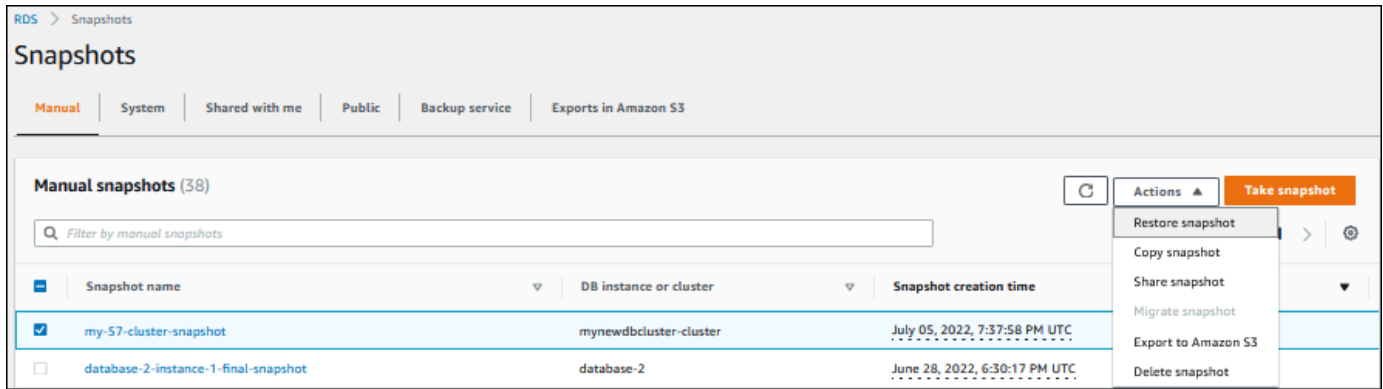 RDS > Snapshots
Snapshots
Manual System Shared with me Public Backup service Exports in Amazon S3
Manual snapshots (38) Actions Take snapshot
Filter by manual snapshots
Restore snapshot
Copy snapshot
Share snapshot
Migrate snapshot
Export to Amazon S3
Delete snapshot
Snapshot name DB instance or cluster Snapshot creation time
my-57-cluster-snapshot mynewdbcluster-cluster July 05, 2022, 7:37:58 PM UTC
database-2-instance-1-final-snapshot database-2 June 28, 2022, 6:30:17 PM UTC